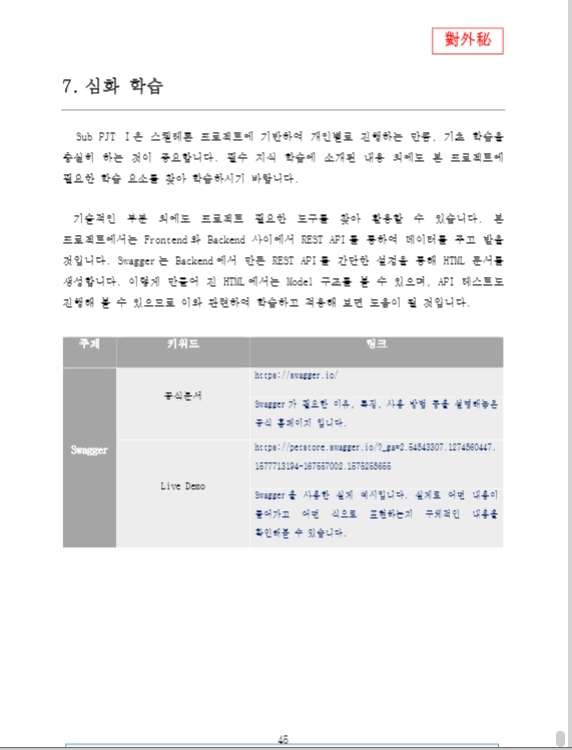 對外秘
7. 심화 학습
Sub PJT I은 스켈레톤 프로젝트에 기반하여 개인별로 진행하는 만큼, 기초 학습을
충실히 하는 것이 중요합니다. 필수 지식 학습에 소개된 내용 외에도 본 프로젝트에
필요한 학습 요소를 찾아 학습하시기 바랍니다.
기술적인 부분 외에도 프로젝트 필요한 도구를 찾아 활용할 수 있습니다. 본
프로젝트에서는 Frontend와 Backend 사이에서 REST API를 통하여 데이터를 주고 받을
것입니다. Swagger는 Backend에서 만든 REST API를 간단한 설정을 통해 HTML 문서를
생성합니다. 이렇게 만들어 진 HTML에서는 Model 구조를 볼 수 있으며, API 테스트도
진행해 볼 수 있으므로 이와 관련하여 학습하고 적용해 보면 도움이 될 것입니다.
주제 키워드 링크
Swagger
공식문서
https://swagger.io/
Swagger가 필요한 이유, 특징, 사용 방법 등을 설명해놓은
공식 홈페이지 입니다.
Live Demo
https://petstore.swagger.io/?_ga=2.54843307.1274860447.
1577713194-167557002.1575258655
Swagger을 사용한 실제 예시입니다. 실제로 어떤 내용이
들어가고 어떤 식으로 표현하는지 구체적인 내용을
확인해볼 수 있습니다.
45